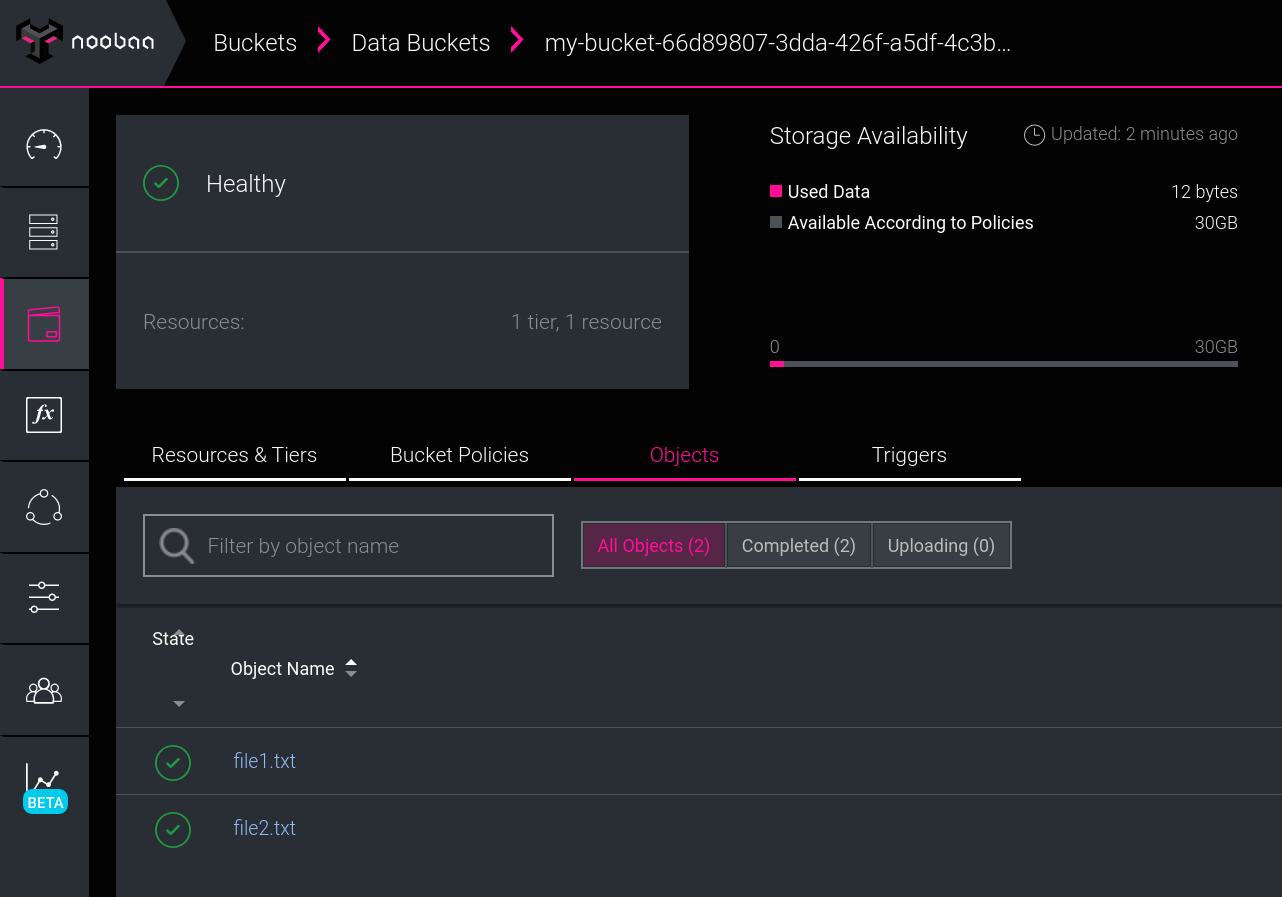 noobaa
Buckets Data Buckets my-bucket-66d89807-3dda-426f-a5df-4c3b...
Healthy
Resources: 1 tier, 1 resource
Storage Availability Updated: 2 minutes ago
Used Data 12 bytes
Available According to Policies 30GB
0 30GB
Resources & Tiers Bucket Policies Objects Triggers
Filter by object name All Objects (2) Completed (2) Uploading (0)
State
Object Name
file1.txt
file2.txt
fx
BETA